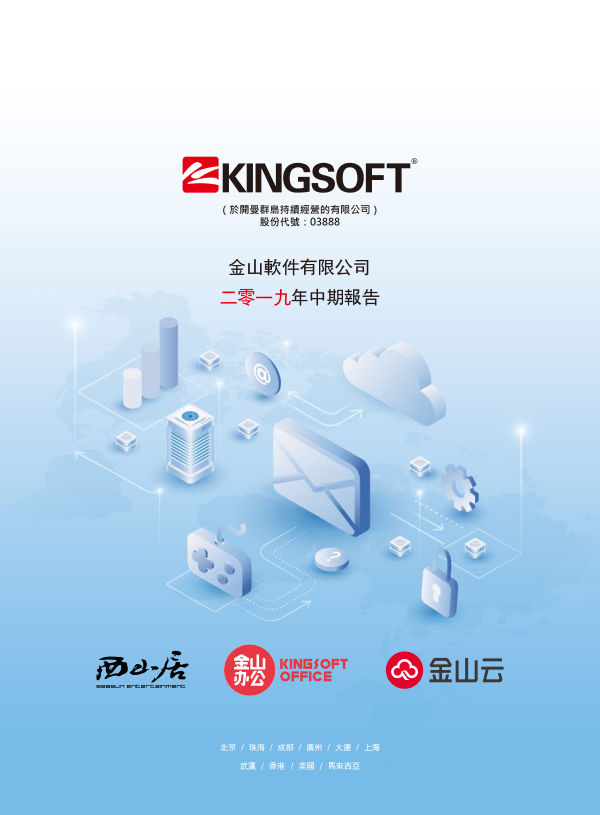 KINGSOFT®
（於開曼群島持續經營的有限公司）
股份代號：03888
金山軟件有限公司
二零一九年中期報告
@
?
西山居
seasun entertainment
金山办公
KINGSOFT OFFICE
金山云
北京 / 珠海 / 成都 / 廣州 / 大連 / 上海
武漢 / 香港 / 美國 / 馬來西亞